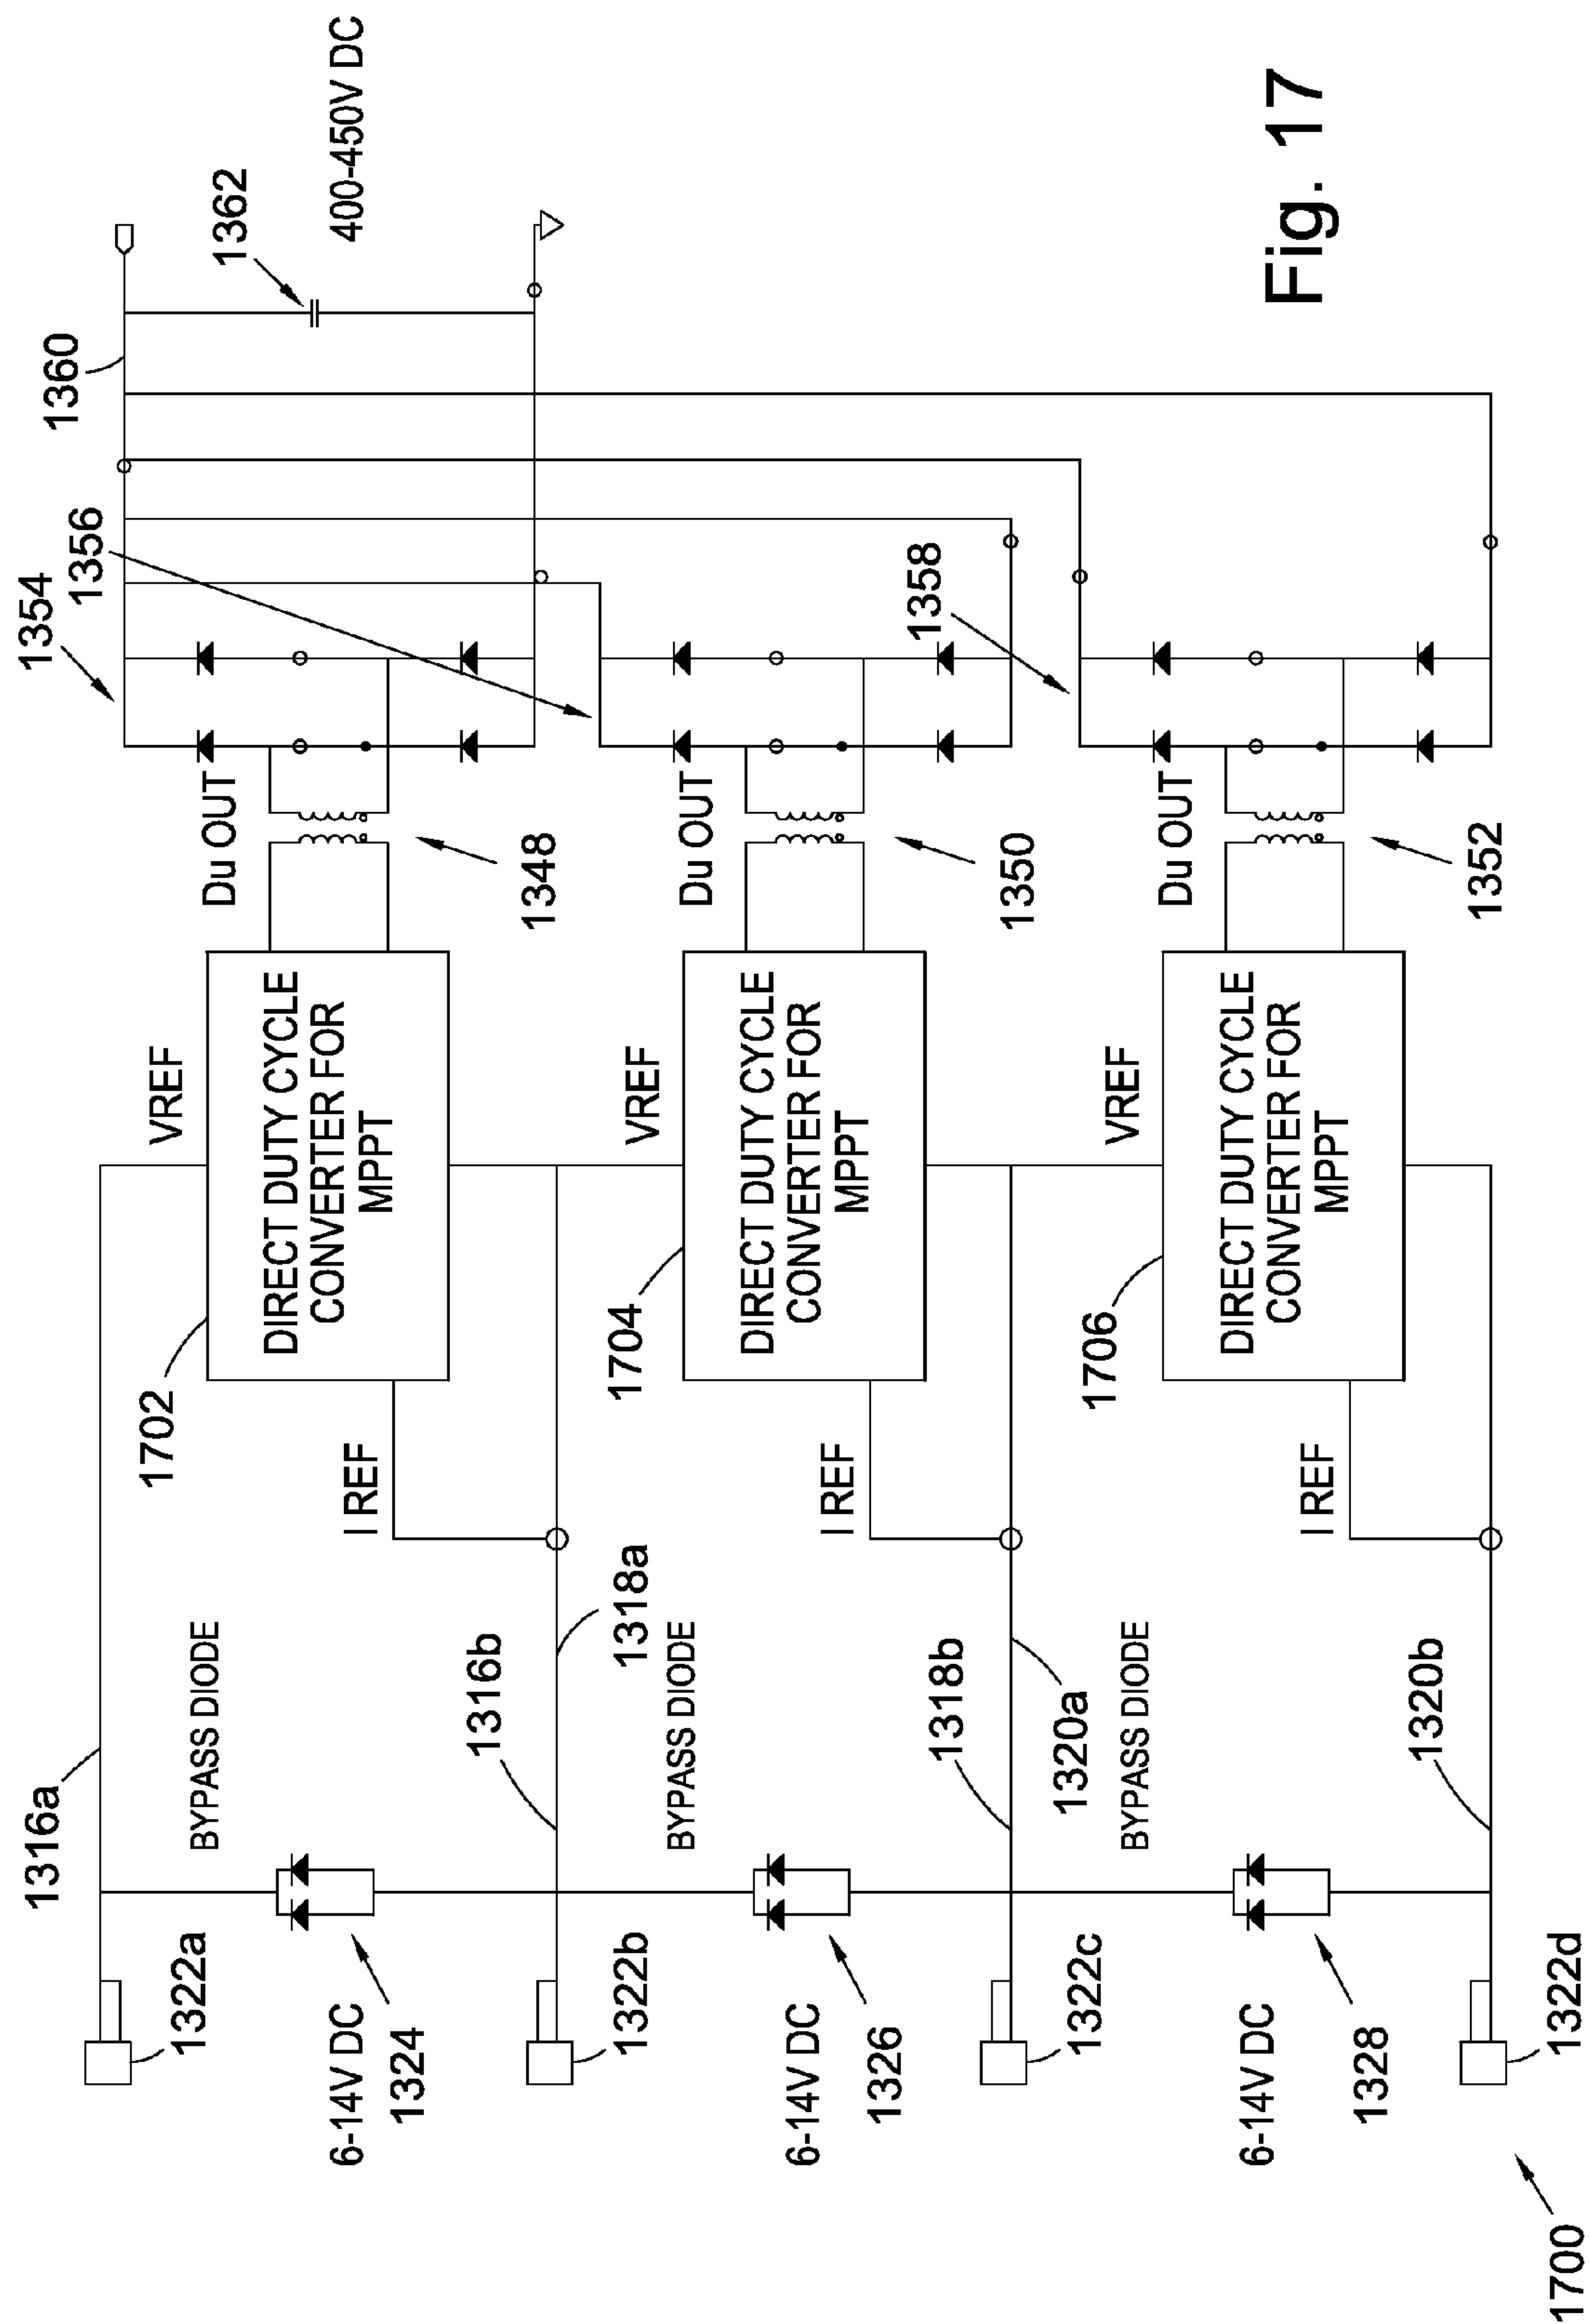 1316a
VREF
1354
1356
1360
1362
400-450V DC
1322a
BYPASS DIODE
1702
DIRECT DUTY CYCLE
CONVERTER FOR
MPPT
Du OUT
6-14V DC
1324
I REF
1348
1316b
1318a
1322b
BYPASS DIODE
VREF
1704
DIRECT DUTY CYCLE
CONVERTER FOR
MPPT
Du OUT
6-14V DC
1326
I REF
1350
1358
1318b
1320a
1322c
BYPASS DIODE
VREF
1706
DIRECT DUTY CYCLE
CONVERTER FOR
MPPT
Du OUT
6-14V DC
1328
I REF
1352
1320b
1322d
1700
Fig. 17